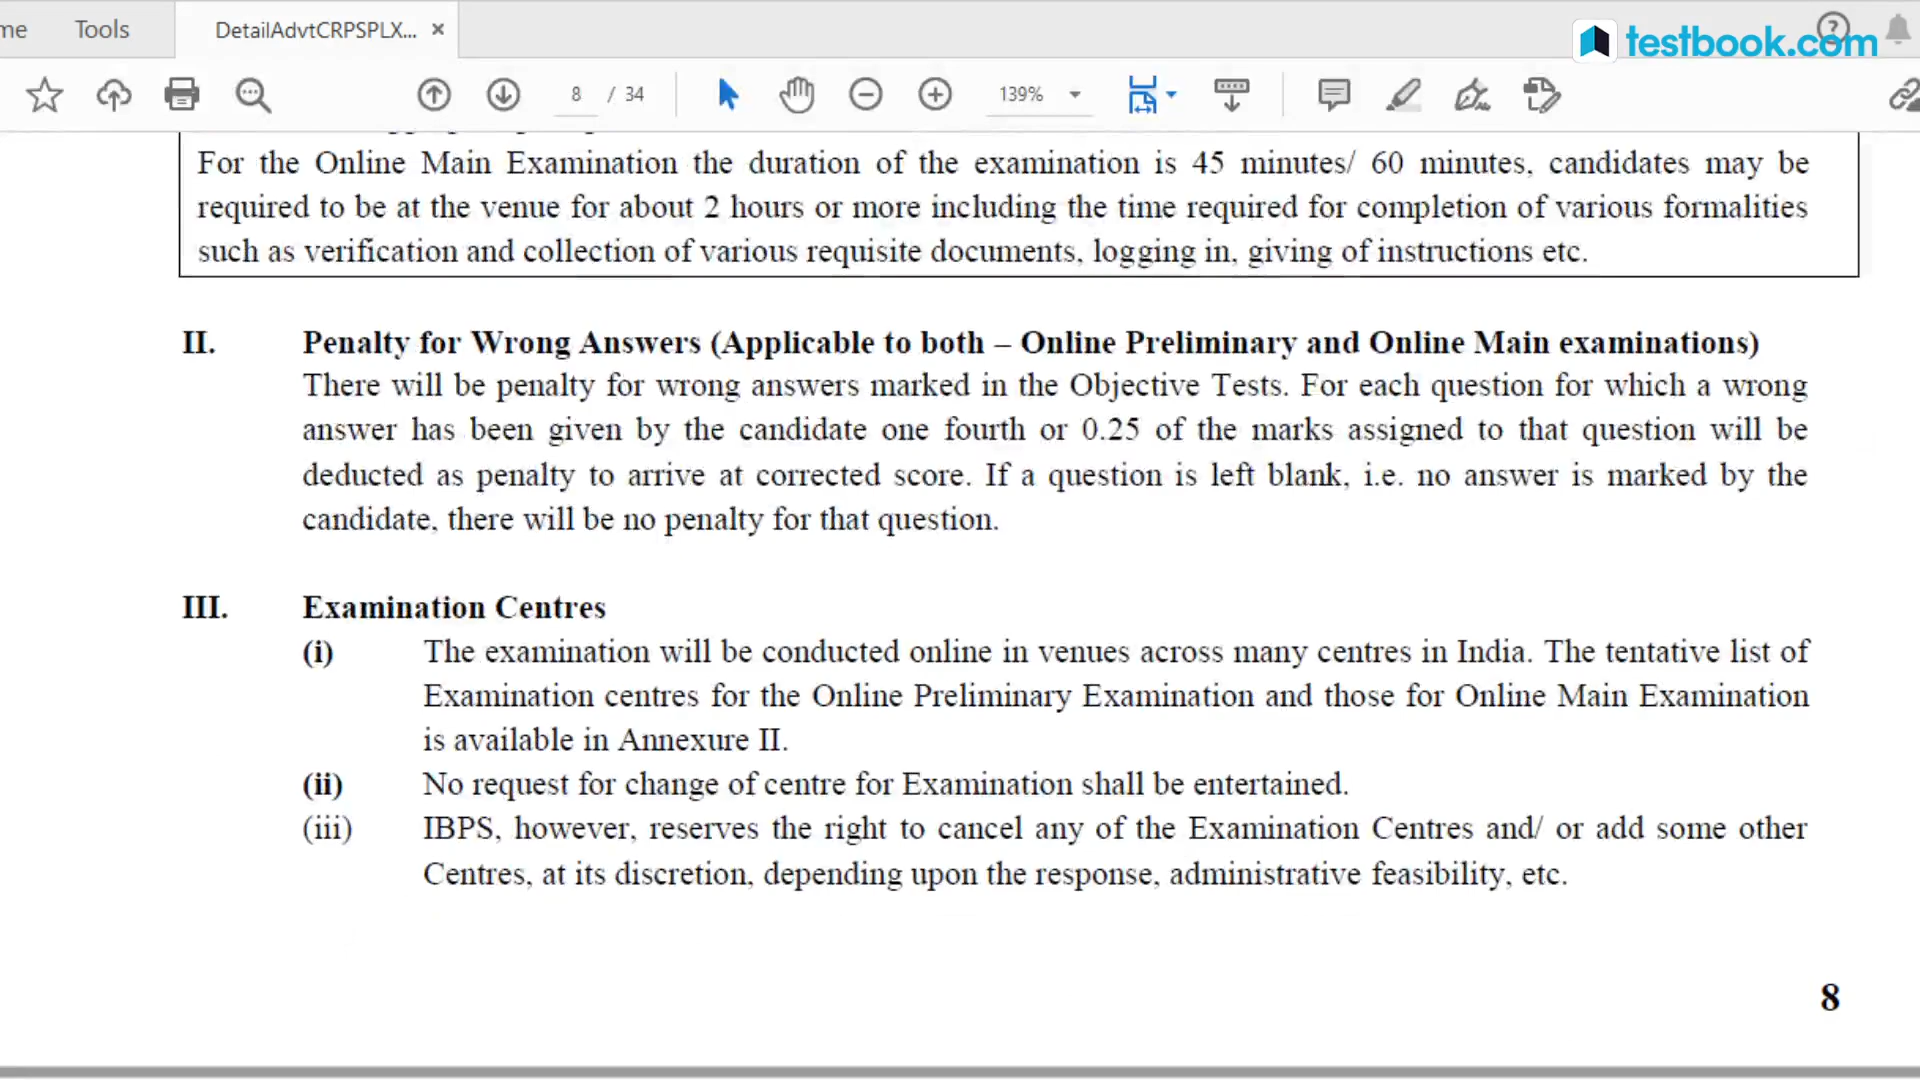 me Tools DetailAdvtCRPSPLX... ×
testbook.com
8 / 34 139%
For the Online Main Examination the duration of the examination is 45 minutes/ 60 minutes, candidates may be
required to be at the venue for about 2 hours or more including the time required for completion of various formalities
such as verification and collection of various requisite documents, logging in, giving of instructions etc.
II. Penalty for Wrong Answers (Applicable to both – Online Preliminary and Online Main examinations)
There will be penalty for wrong answers marked in the Objective Tests. For each question for which a wrong
answer has been given by the candidate one fourth or 0.25 of the marks assigned to that question will be
deducted as penalty to arrive at corrected score. If a question is left blank, i.e. no answer is marked by the
candidate, there will be no penalty for that question.
III. Examination Centres
(i) The examination will be conducted online in venues across many centres in India. The tentative list of
Examination centres for the Online Preliminary Examination and those for Online Main Examination
is available in Annexure II.
(ii) No request for change of centre for Examination shall be entertained.
(iii) IBPS, however, reserves the right to cancel any of the Examination Centres and/ or add some other
Centres, at its discretion, depending upon the response, administrative feasibility, etc.
8